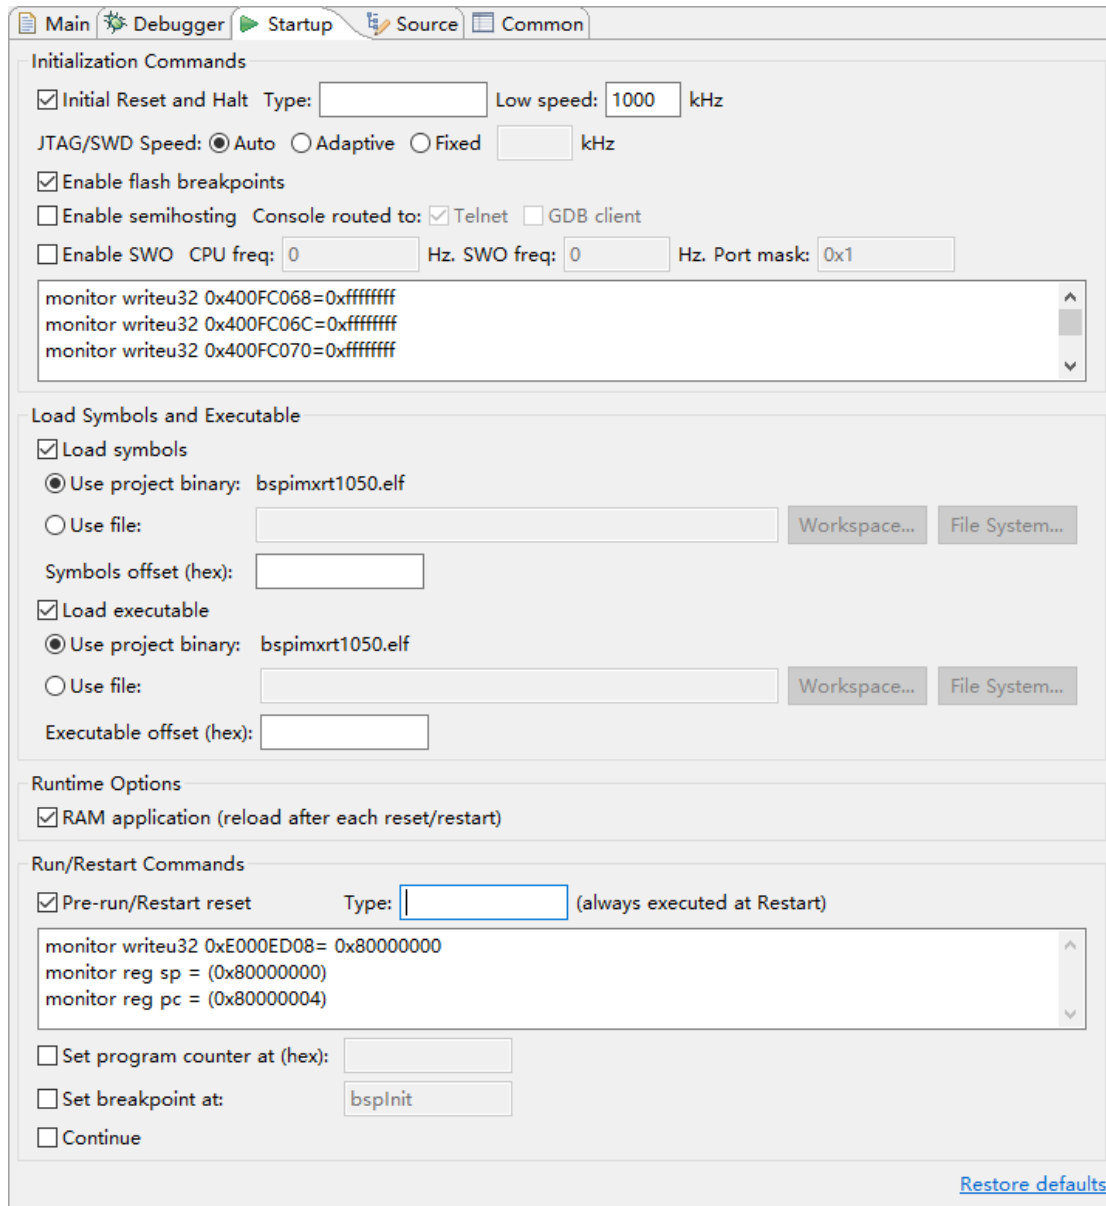 Main Debugger Startup Source Common
Initialization Commands
Initial Reset and Halt Type: Low speed: 1000 kHz
JTAG/SWD Speed: Auto Adaptive Fixed kHz
Enable flash breakpoints
Enable semihosting Console routed to: Telnet GDB client
Enable SWO CPU freq: 0 Hz. SWO freq: 0 Hz. Port mask: 0x1
monitor writeu32 0x400FC068=0xffffffff
monitor writeu32 0x400FC06C=0xffffffff
monitor writeu32 0x400FC070=0xffffffff
Load Symbols and Executable
Load symbols
Use project binary: bspimxrt1050.elf
Use file: Workspace... File System...
Symbols offset (hex):
Load executable
Use project binary: bspimxrt1050.elf
Use file: Workspace... File System...
Executable offset (hex):
Runtime Options
RAM application (reload after each reset/restart)
Run/Restart Commands
Pre-run/Restart reset Type: (always executed at Restart)
monitor writeu32 0xE000ED08= 0x80000000
monitor reg sp = (0x80000000)
monitor reg pc = (0x80000004)
Set program counter at (hex):
Set breakpoint at: bspInit
Continue
Restore defaults